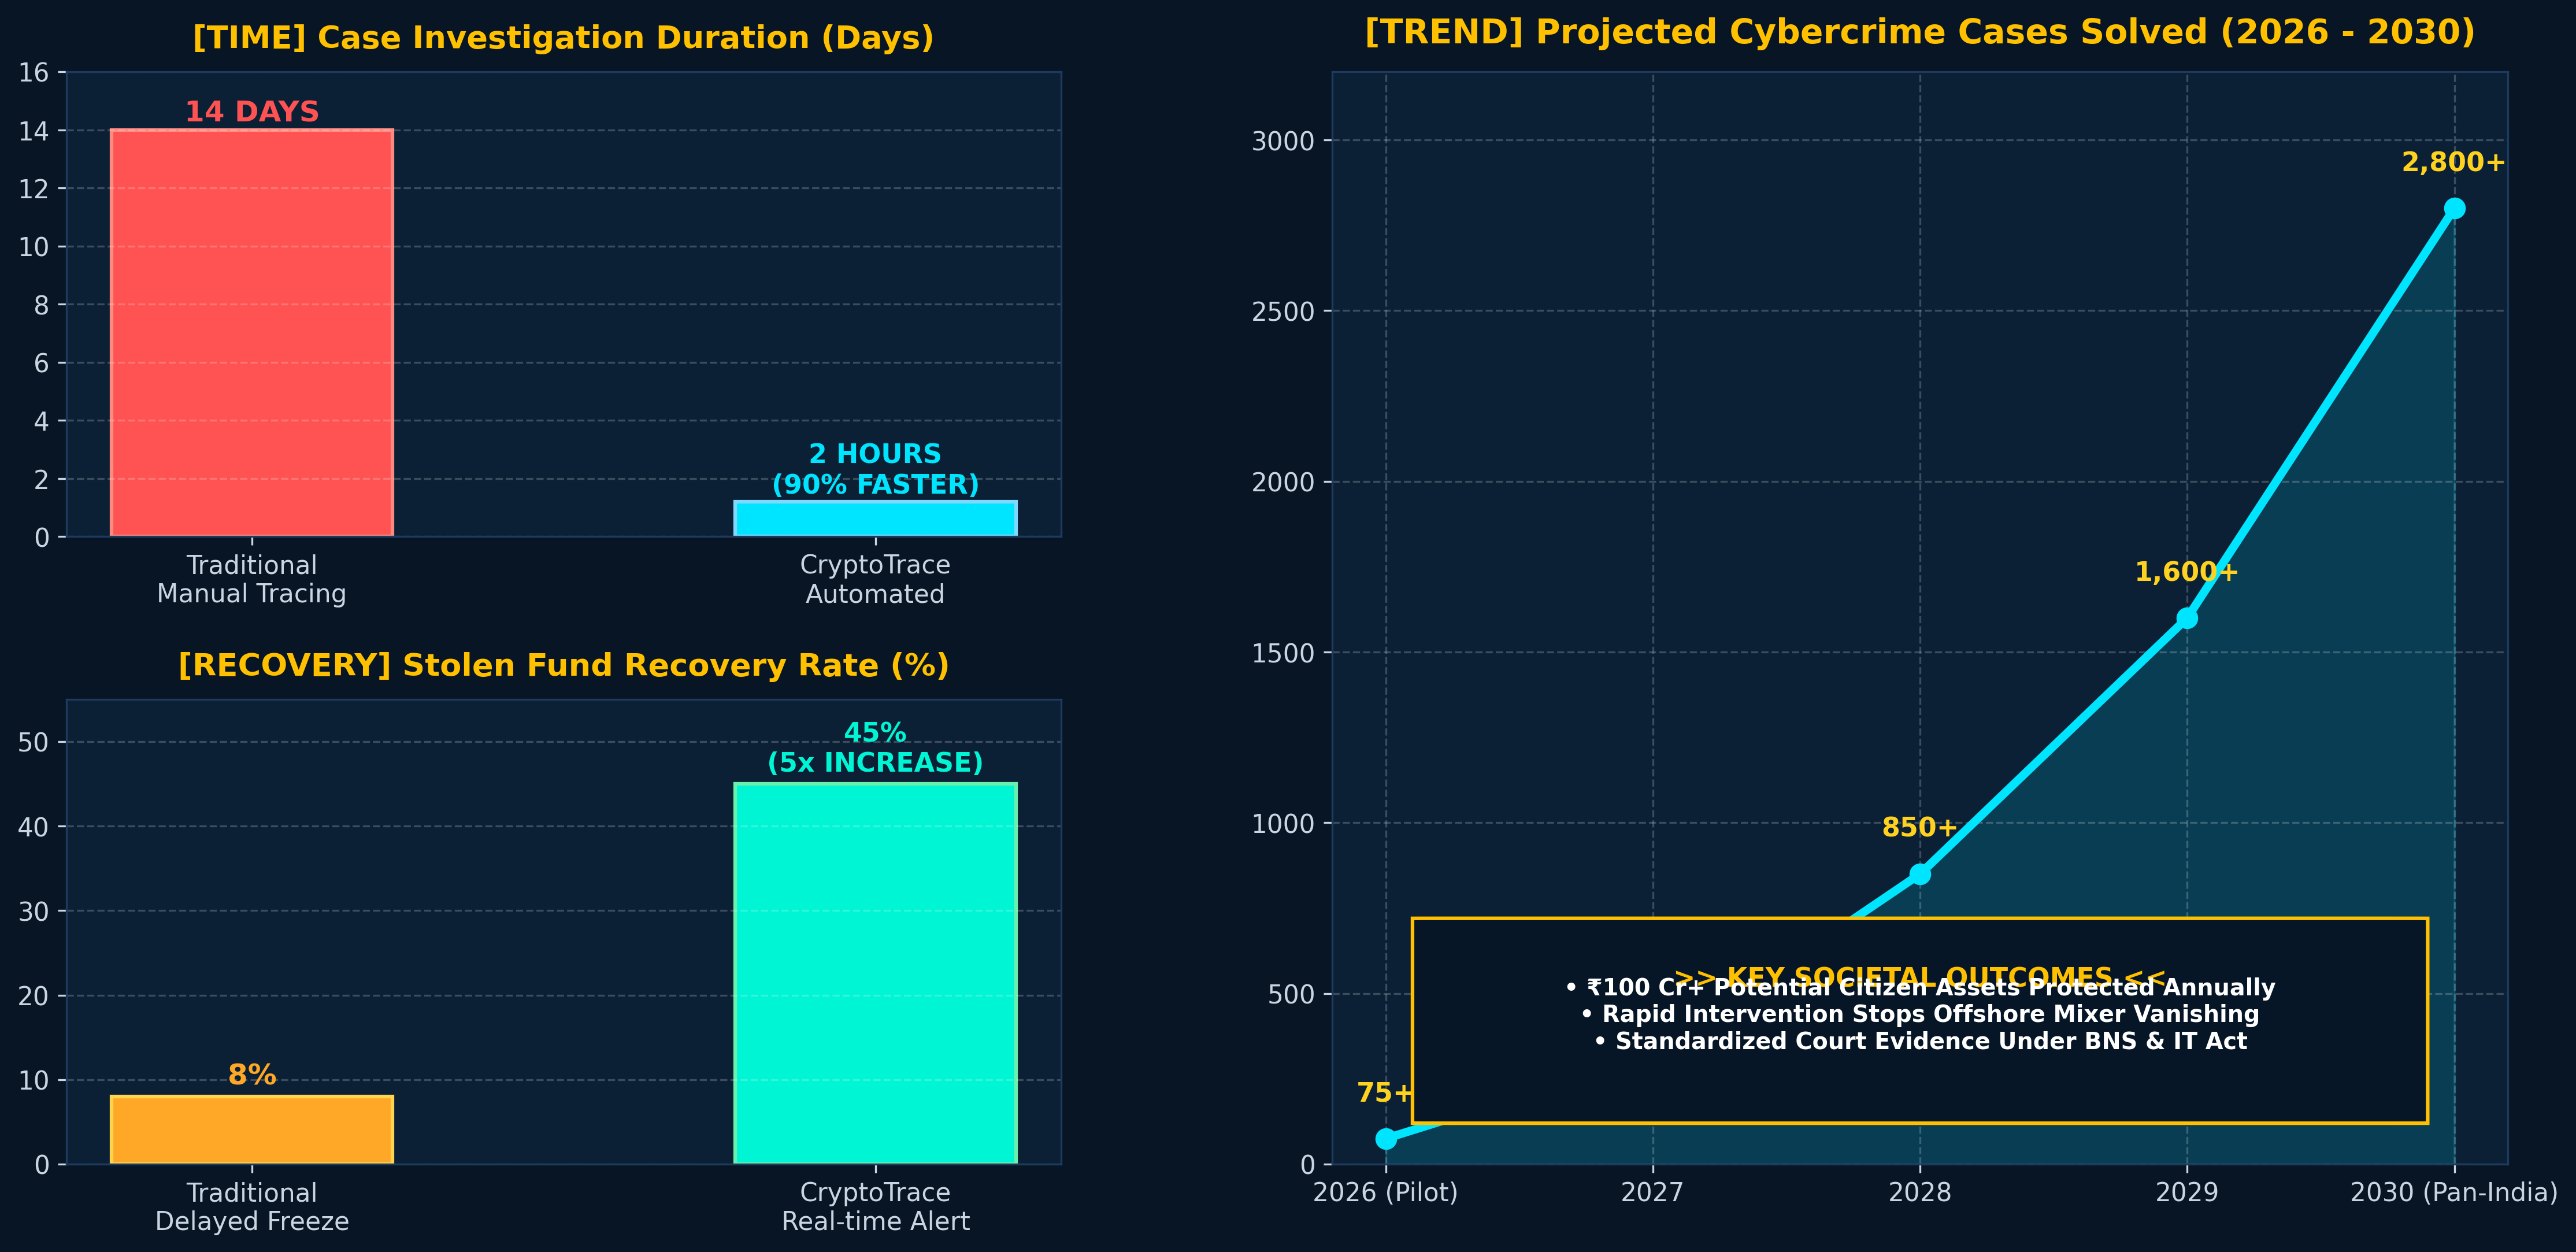 [TIME] Case Investigation Duration (Days)
16
14
12
10
8
6
4
2
0
14 DAYS
2 HOURS
(90% FASTER)
Traditional
Manual Tracing
CryptoTrace
Automated
[RECOVERY] Stolen Fund Recovery Rate (%)
50
40
30
20
10
0
8%
45%
(5x INCREASE)
Traditional
Delayed Freeze
CryptoTrace
Real-time Alert
[TREND] Projected Cybercrime Cases Solved (2026 - 2030)
3000
2500
2000
1500
1000
500
0
2,800+
1,600+
850+
75+
>> KEY SOCIETAL OUTCOMES <<
• ₹100 Cr+ Potential Citizen Assets Protected Annually
• Rapid Intervention Stops Offshore Mixer Vanishing
• Standardized Court Evidence Under BNS & IT Act
2026 (Pilot)
2027
2028
2029
2030 (Pan-India)